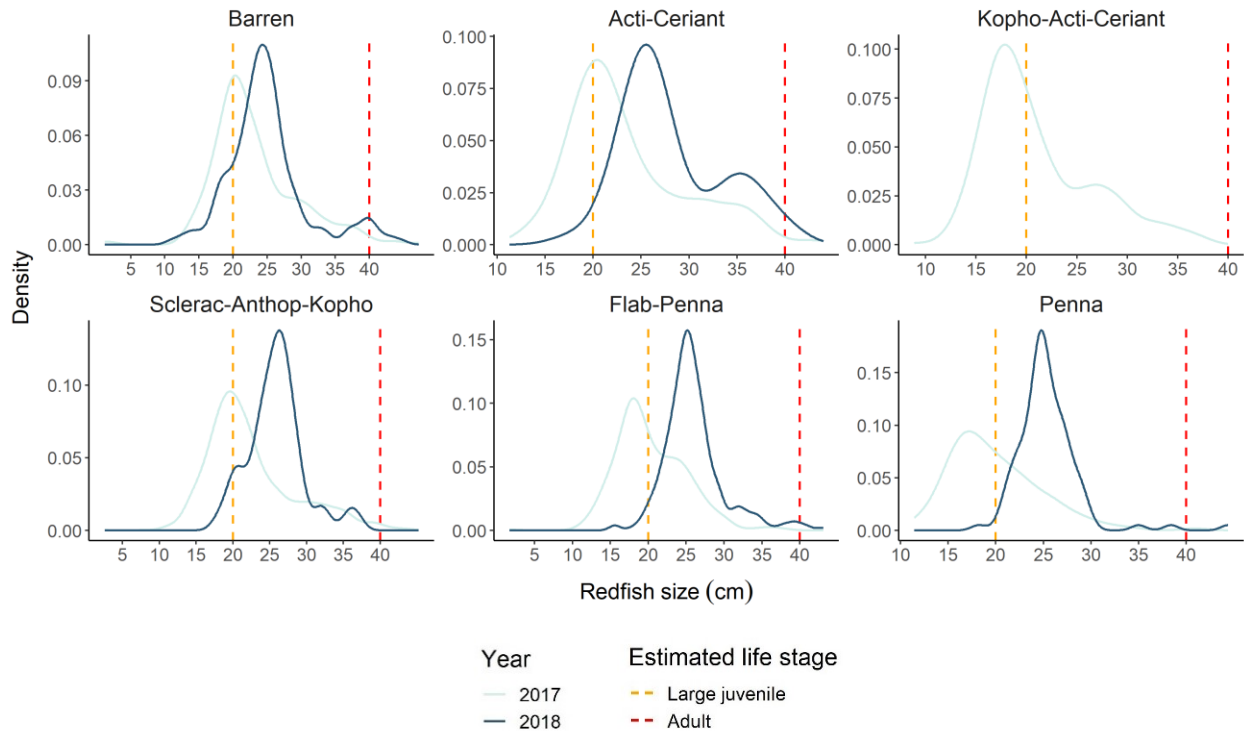 Barren
Acti-Ceriant
Kopho-Acti-Ceriant
0.09
0.06
0.03
0.00
5 10 15 20 25 30 35 40 45
0.100
0.075
0.050
0.025
0.000
10 15 20 25 30 35 40
0.100
0.075
0.050
0.025
0.000
10 15 20 25 30 35 40
Density
Sclerac-Anthop-Kopho
Flab-Penna
Penna
0.10
0.05
0.00
5 10 15 20 25 30 35 40 45
0.15
0.10
0.05
0.00
5 10 15 20 25 30 35 40
0.15
0.10
0.05
0.00
10 15 20 25 30 35 40
Redfish size (cm)
Year
2017
2018
Estimated life stage
Large juvenile
Adult